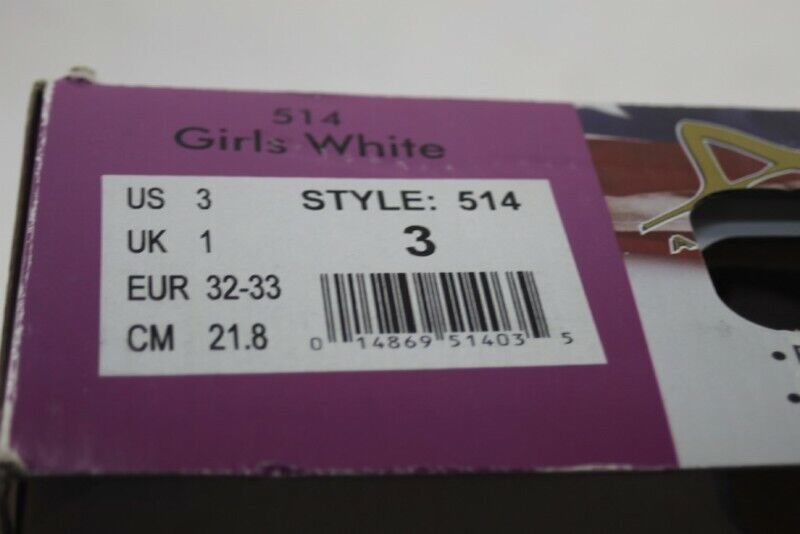 514
Girls White
US 3
UK 1
EUR 32-33
CM 21.8
STYLE: 514
3
0 14869 51403 5